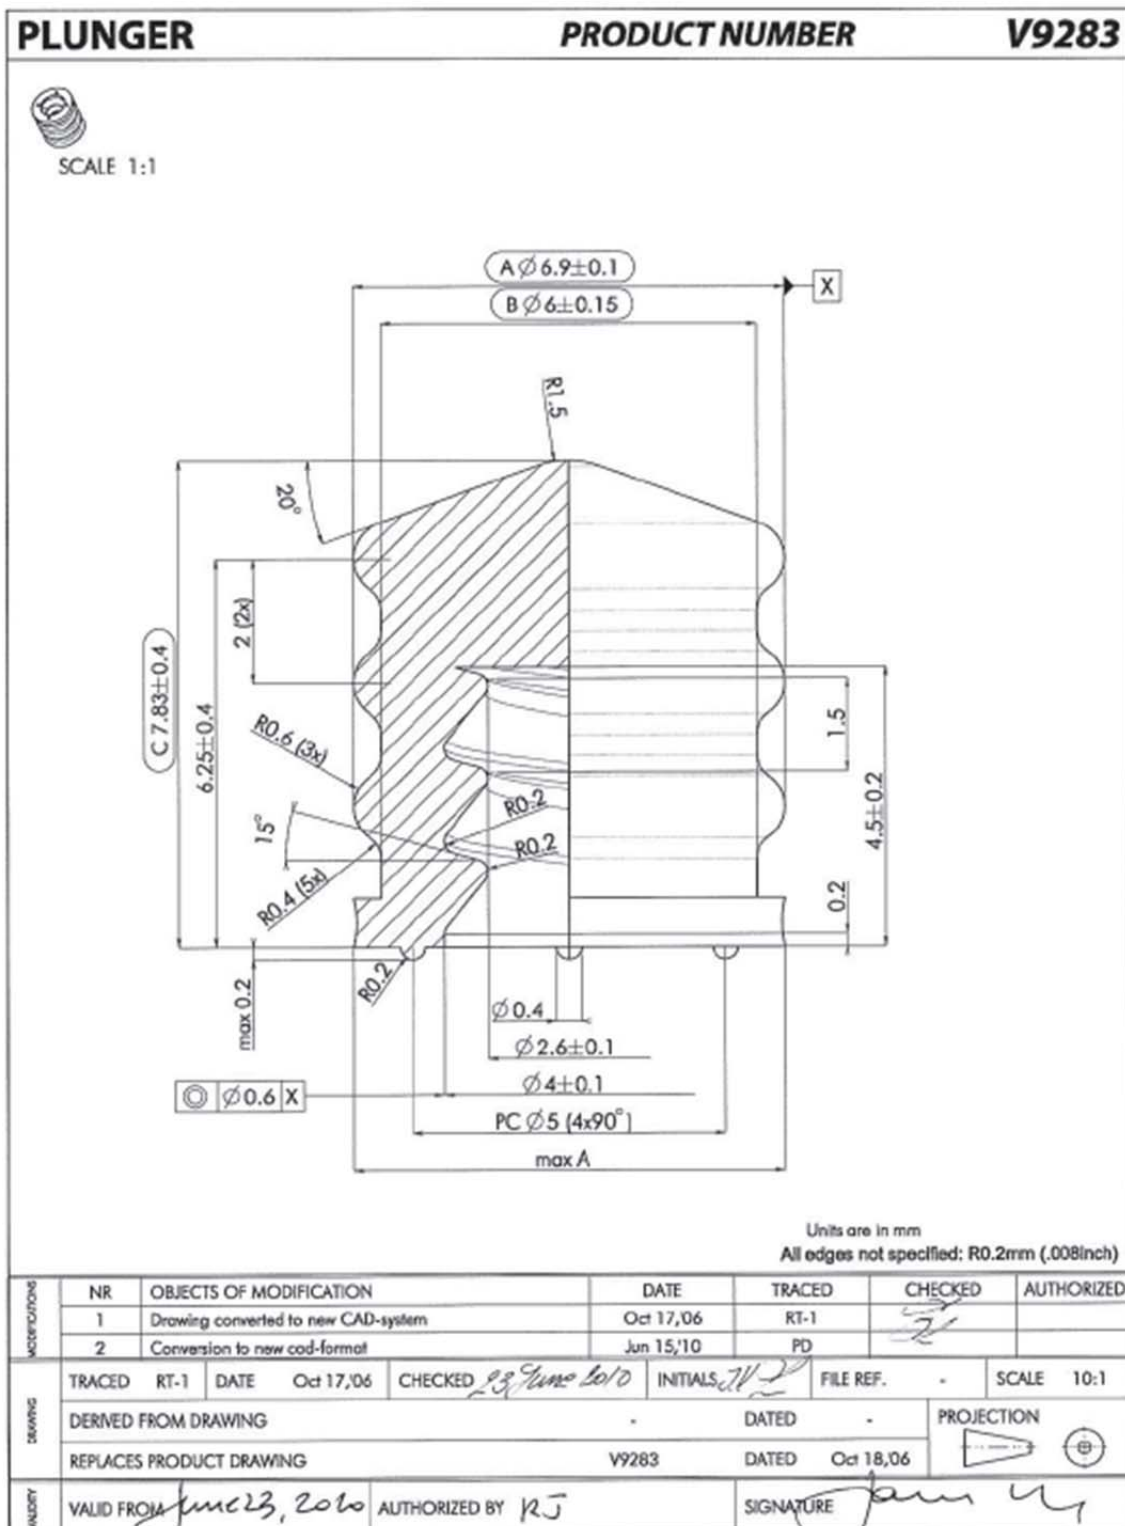 PLUNGER PRODUCT NUMBER V9283
SCALE 1:1
A Ø6.9±0.1
X
B Ø6±0.15
R1.5
20°
2 (2x)
C 7.83±0.4
6.25±0.4
R0.6 (3x)
1.5
R0.2
15°
R0.2
4.5±0.2
R0.4 (5x)
0.2
R0.2
max 0.2
Ø0.4
Ø2.6±0.1
Ø4±0.1
◎ Ø0.6 X
PC Ø5 (4x90°)
max A
Units are in mm
All edges not specified: R0.2mm (.008inch)
MODIFICATIONS
NR OBJECTS OF MODIFICATION DATE TRACED CHECKED AUTHORIZED
1 Drawing converted to new CAD-system Oct 17,'06 RT-1
2 Conversion to new cad-format Jun 15,'10 PD
DRAWING
TRACED RT-1 DATE Oct 17,'06 CHECKED 23 June 2010 INITIALS FILE REF. - SCALE 10:1
DERIVED FROM DRAWING - DATED - PROJECTION
REPLACES PRODUCT DRAWING V9283 DATED Oct 18,'06
VALIDITY
VALID FROM June 23, 2010 AUTHORIZED BY RJ SIGNATURE